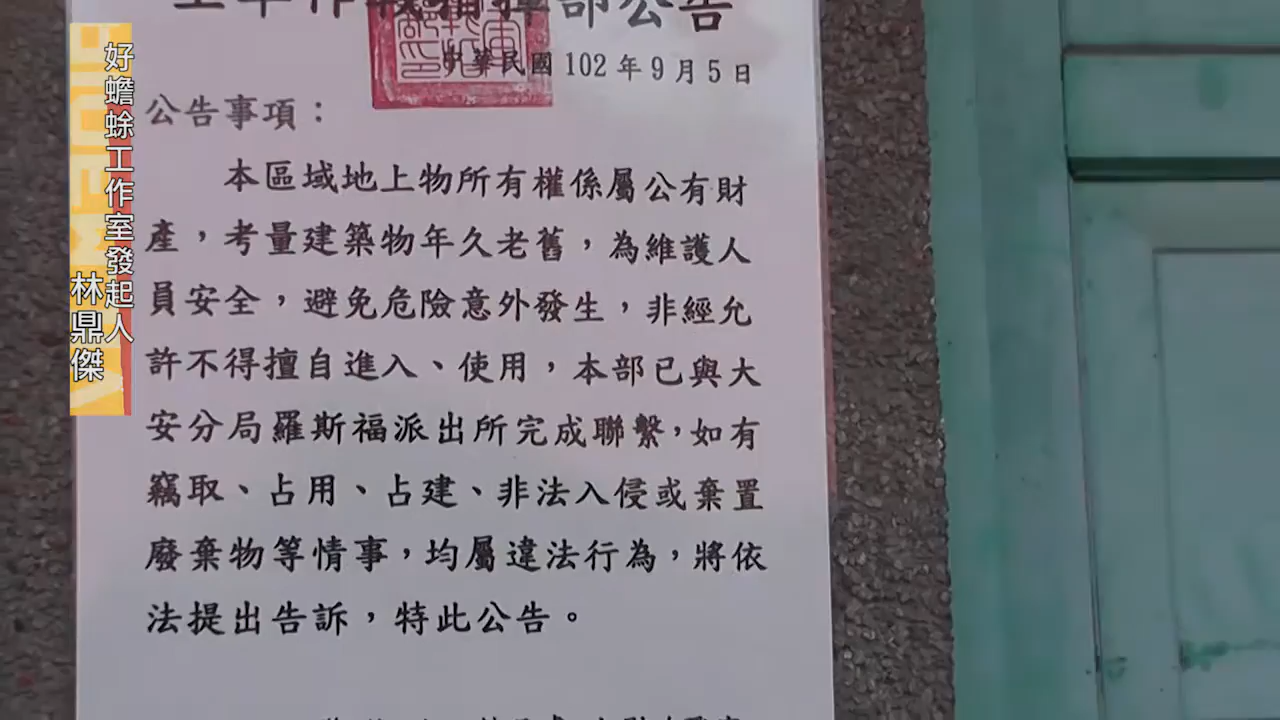 部公告
中華民國 102 年 9 月 5 日
公告事項：
本區域地上物所有權係屬公有財
產，考量建築物年久老舊，為維護人
員安全，避免危險意外發生，非經允
許不得擅自進入、使用，本部已與大
安分局羅斯福派出所完成聯繫，如有
竊取、占用、占建、非法入侵或棄置
廢棄物等情事，均屬違法行為，將依
法提出告訴，特此公告。
好蟾蜍工作室發起人
林鼎傑